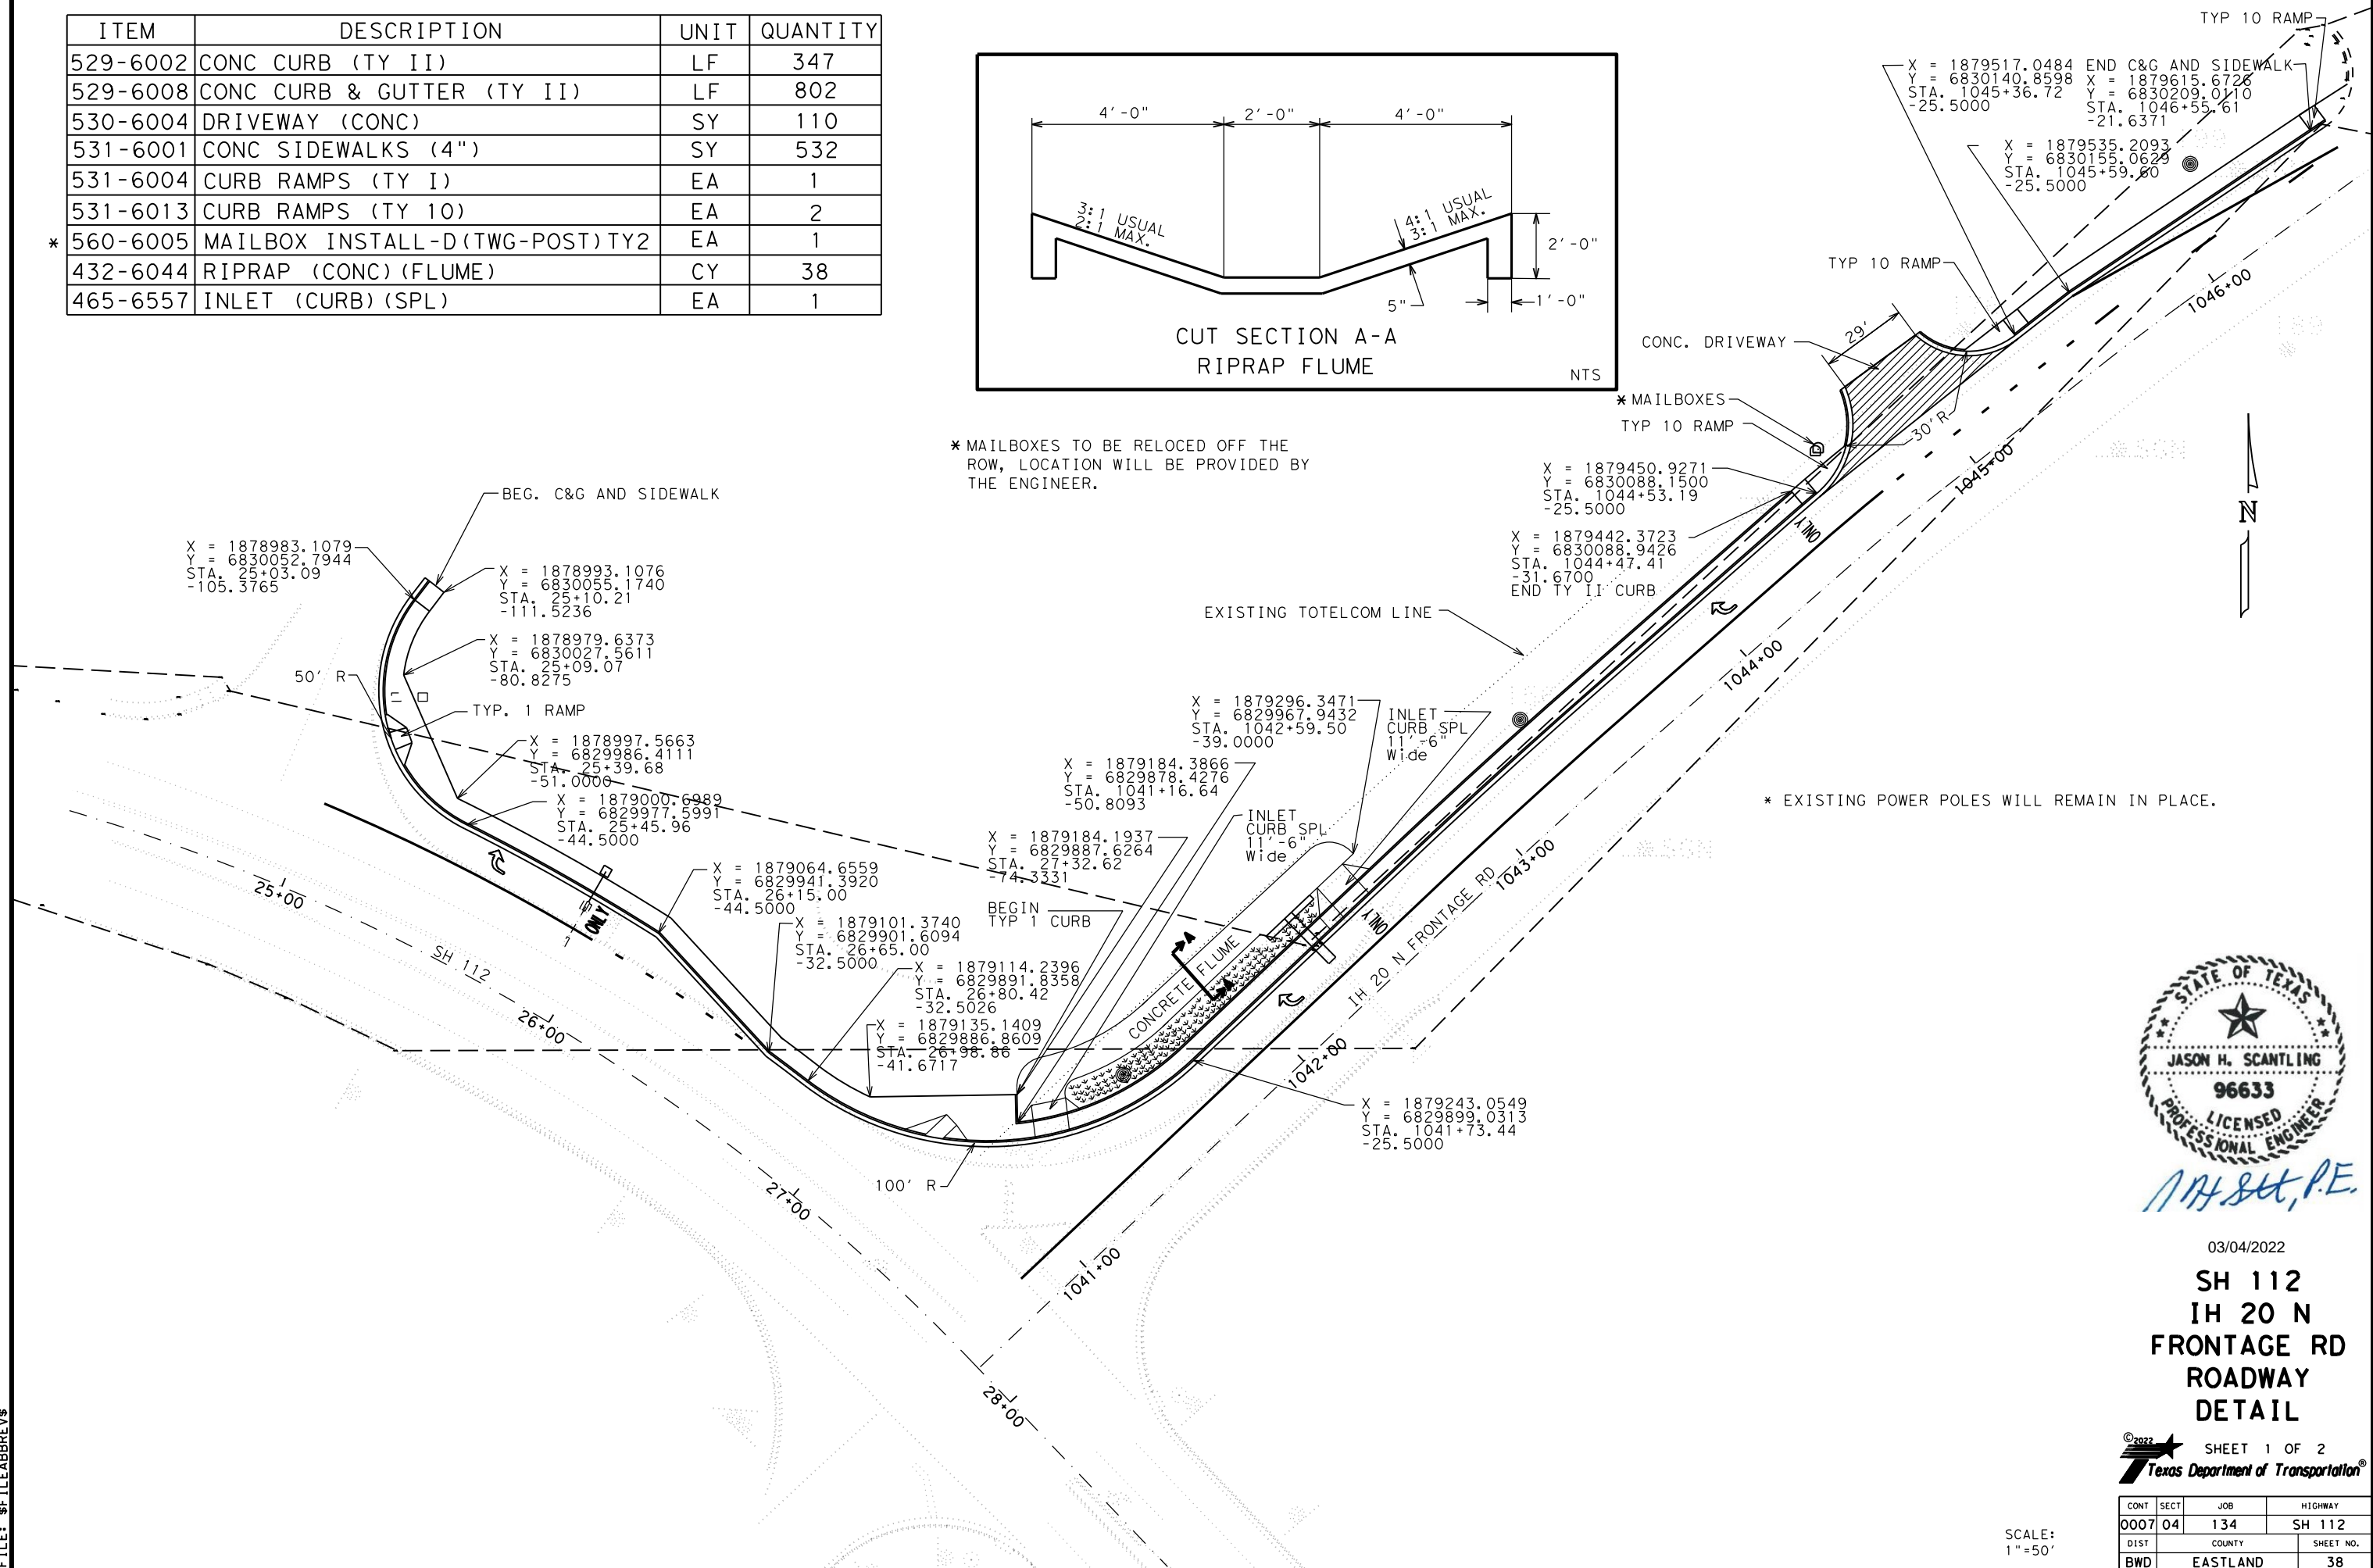 ITEM DESCRIPTION UNIT QUANTITY
529-6002 CONC CURB (TY II) LF 347
529-6008 CONC CURB & GUTTER (TY II) LF 802
530-6004 DRIVEWAY (CONC) SY 110
531-6001 CONC SIDEWALKS (4") SY 532
531-6004 CURB RAMPS (TY I) EA 1
531-6013 CURB RAMPS (TY 10) EA 2
* 560-6005 MAILBOX INSTALL-D(TWG-POST)TY2 EA 1
432-6044 RIPRAP (CONC)(FLUME) CY 38
465-6557 INLET (CURB)(SPL) EA 1
4'-0" 2'-0" 4'-0"
3:1 USUAL
2:1 MAX.
4:1 USUAL
3:1 MAX.
2'-0"
5"
1'-0"
CUT SECTION A-A
RIPRAP FLUME
NTS
TYP 10 RAMP
X = 1879517.0484
Y = 6830140.8598
STA. 1045+36.72
-25.5000
END C&G AND SIDEWALK
X = 1879615.6726
Y = 6830209.0110
STA. 1046+55.61
-21.6371
X = 1879535.2093
Y = 6830155.0629
STA. 1045+59.60
-25.5000
TYP 10 RAMP
1046+00
CONC. DRIVEWAY
29'
* MAILBOXES
TYP 10 RAMP
30' R
1045+00
* MAILBOXES TO BE RELOCED OFF THE
ROW, LOCATION WILL BE PROVIDED BY
THE ENGINEER.
X = 1879450.9271
Y = 6830088.1500
STA. 1044+53.19
-25.5000
X = 1879442.3723
Y = 6830088.9426
STA. 1044+47.41
-31.6700
END TY II CURB
ONLY
N
BEG. C&G AND SIDEWALK
X = 1878983.1079
Y = 6830052.7944
STA. 25+03.09
-105.3765
X = 1878993.1076
Y = 6830055.1740
STA. 25+10.21
-111.5236
X = 1878979.6373
Y = 6830027.5611
STA. 25+09.07
-80.8275
50' R
TYP. 1 RAMP
X = 1878997.5663
Y = 6829986.4111
STA. 25+39.68
-51.0000
X = 1879000.6989
Y = 6829977.5991
STA. 25+45.96
-44.5000
EXISTING TOTELCOM LINE
1044+00
X = 1879296.3471
Y = 6829967.9432
STA. 1042+59.50
-39.0000
INLET
CURB SPL
11'-6"
Wide
X = 1879184.3866
Y = 6829878.4276
STA. 1041+16.64
-50.8093
INLET
CURB SPL
11'-6"
Wide
X = 1879184.1937
Y = 6829887.6264
STA. 27+32.62
-74.3331
BEGIN
TYP 1 CURB
* EXISTING POWER POLES WILL REMAIN IN PLACE.
X = 1879064.6559
Y = 6829941.3920
STA. 26+15.00
-44.5000
X = 1879101.3740
Y = 6829901.6094
STA. 26+65.00
-32.5000
X = 1879114.2396
Y = 6829891.8358
STA. 26+80.42
-32.5026
X = 1879135.1409
Y = 6829886.8609
STA. 26+98.86
-41.6717
25+00
ONLY
SH 112
26+00
A
A
CONCRETE FLUME
ONLY
IH 20 N FRONTAGE RD
1043+00
1042+00
X = 1879243.0549
Y = 6829899.0313
STA. 1041+73.44
-25.5000
100' R
27+00
1041+00
28+00
STATE OF TEXAS
JASON H. SCANTLING
96633
LICENSED
PROFESSIONAL ENGINEER
P.E.
03/04/2022
SH 112
IH 20 N
FRONTAGE RD
ROADWAY
DETAIL
©2022
SHEET 1 OF 2
Texas Department of Transportation®
CONT SECT JOB HIGHWAY
0007 04 134 SH 112
DIST COUNTY SHEET NO.
BWD EASTLAND 38
SCALE:
1"=50'
FILE: $FILEABBREV$